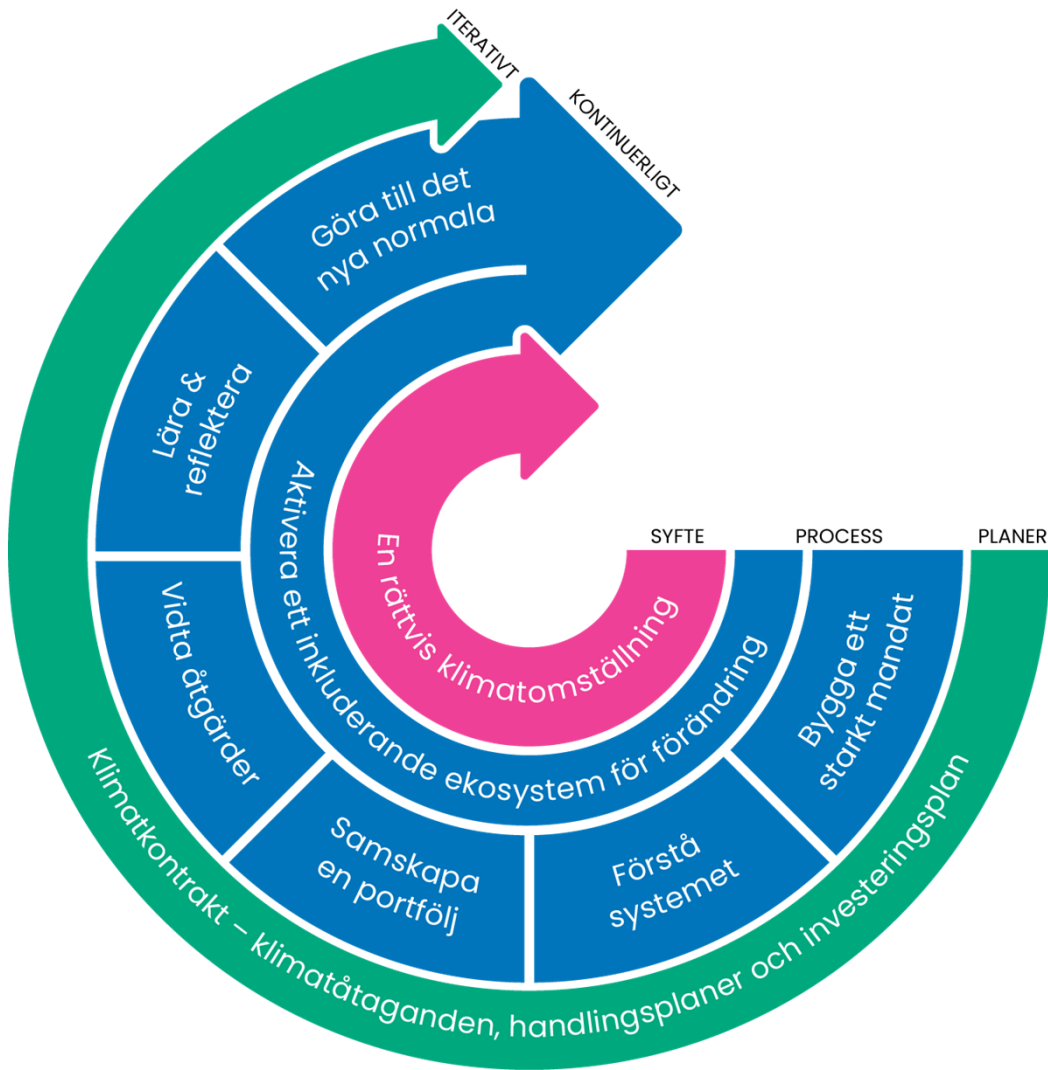 ITERATIVT
KONTINUERLIGT
SYFTE
PROCESS
PLANER
En rättvis klimatomställning
Aktivera ett inkluderande ekosystem för förändring
Bygga ett
starkt mandat
Förstå
systemet
Samskapa
en portfölj
Vidta åtgärder
Lära &
reflektera
Göra till det
nya normala
Klimatkontrakt – klimatåtaganden, handlingsplaner och investeringsplan